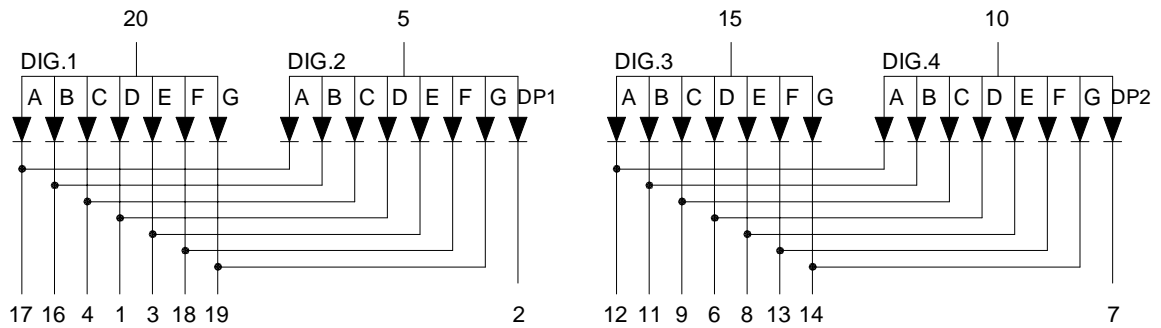 20 5 15 10
DIG.1 DIG.2 DIG.3 DIG.4
A B C D E F G A B C D E F G DP1 A B C D E F G A B C D E F G DP2
17 16 4 1 3 18 19 2 12 11 9 6 8 13 14 7